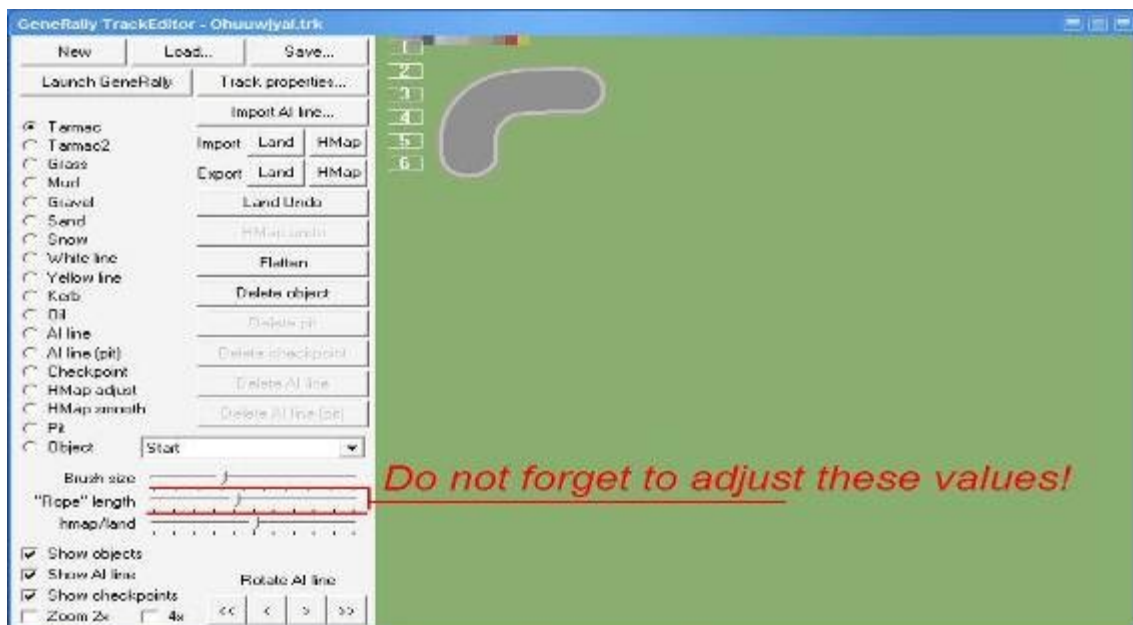 GeneRally TrackEditor - Ohuuwjyal.trk
New Load... Save...
Launch GeneRally Track properties...
Import AI line...
Tarmac
Tarmac2 Import Land HMap
Grass
Mud Export Land HMap
Gravel Land Undo
Sand
Snow HMap undo
White line Flatten
Yellow line
Kerb Delete object
Oil
AI line Delete pit
AI line (pit) Delete checkpoint
Checkpoint
HMap adjust Delete AI line
HMap smooth Delete AI line (pit)
Pit
Object Start
Brush size
"Rope" length
hmap/land
Show objects
Show AI line Rotate AI line
Show checkpoints
Zoom 2x 4x << < > >>
1
2
3
4
5
6
Do not forget to adjust these values!